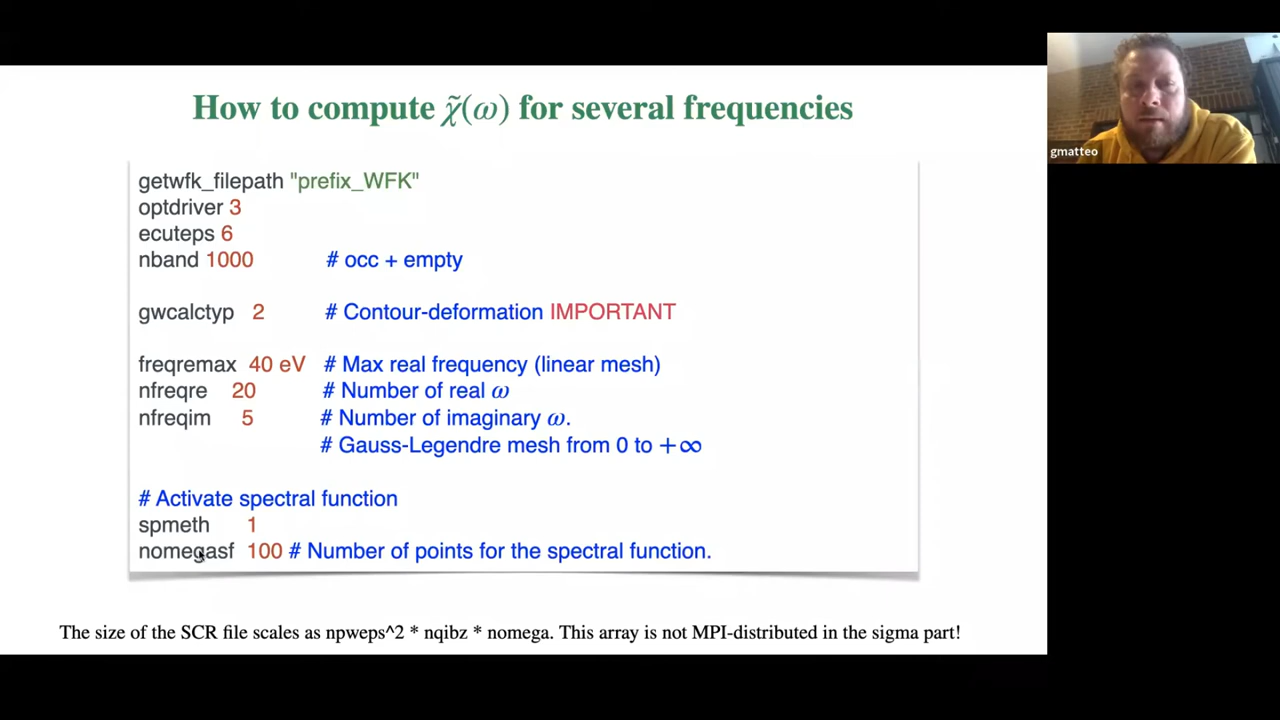 How to compute χ̃(ω) for several frequencies
gmatteo
getwfk_filepath "prefix_WFK"
optdriver 3
ecuteps 6
nband 1000 # occ + empty
gwcalctyp 2 # Contour-deformation IMPORTANT
freqremax 40 eV # Max real frequency (linear mesh)
nfreqre 20 # Number of real ω
nfreqim 5 # Number of imaginary ω.
# Gauss-Legendre mesh from 0 to +∞
# Activate spectral function
spmeth 1
nomegasf 100 # Number of points for the spectral function.
The size of the SCR file scales as npweps^2 * nqibz * nomega. This array is not MPI-distributed in the sigma part!